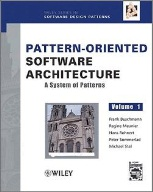 WILEY SERIES IN
SOFTWARE DESIGN PATTERNS
PATTERN-ORIENTED
SOFTWARE
ARCHITECTURE
A System of Patterns
Volume 1
Frank Buschmann
Regine Meunier
Hans Rohnert
Peter Sommerlad
Michael Stal
WILEY